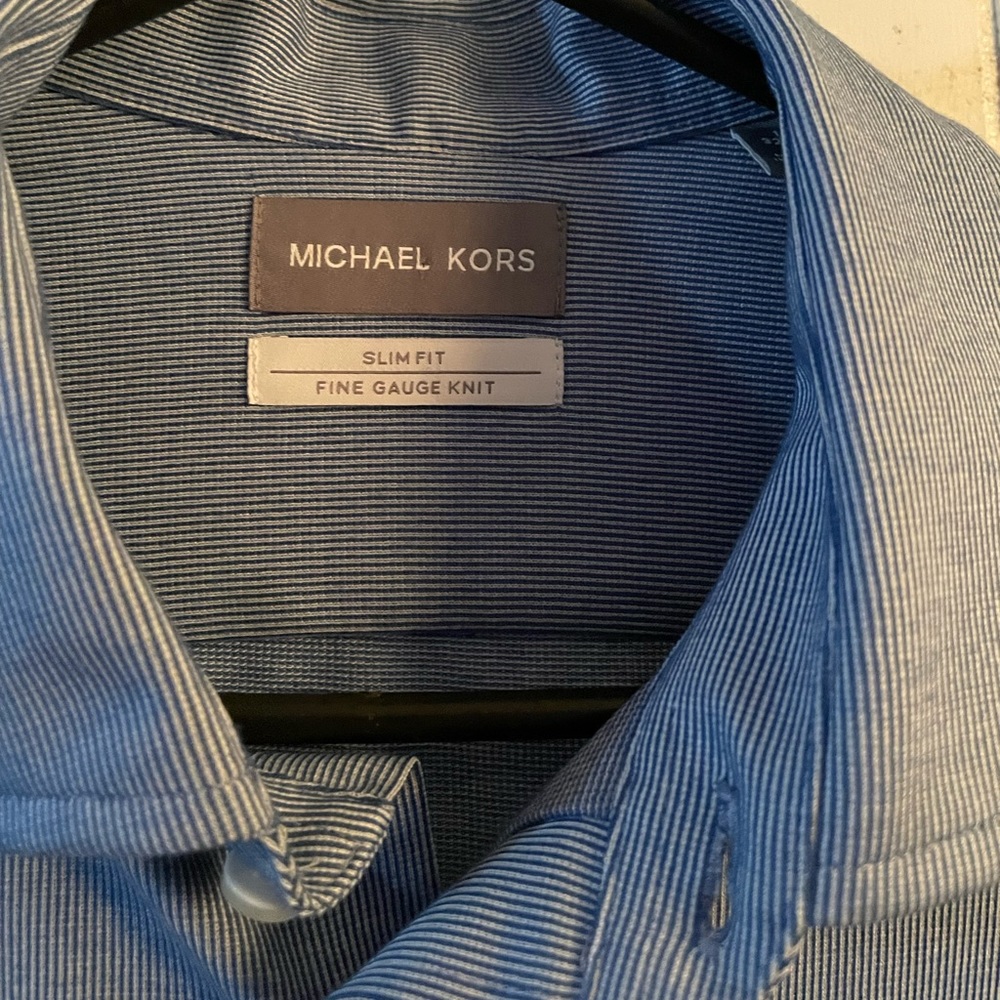 MICHAEL KORS
SLIM FIT
FINE GAUGE KNIT